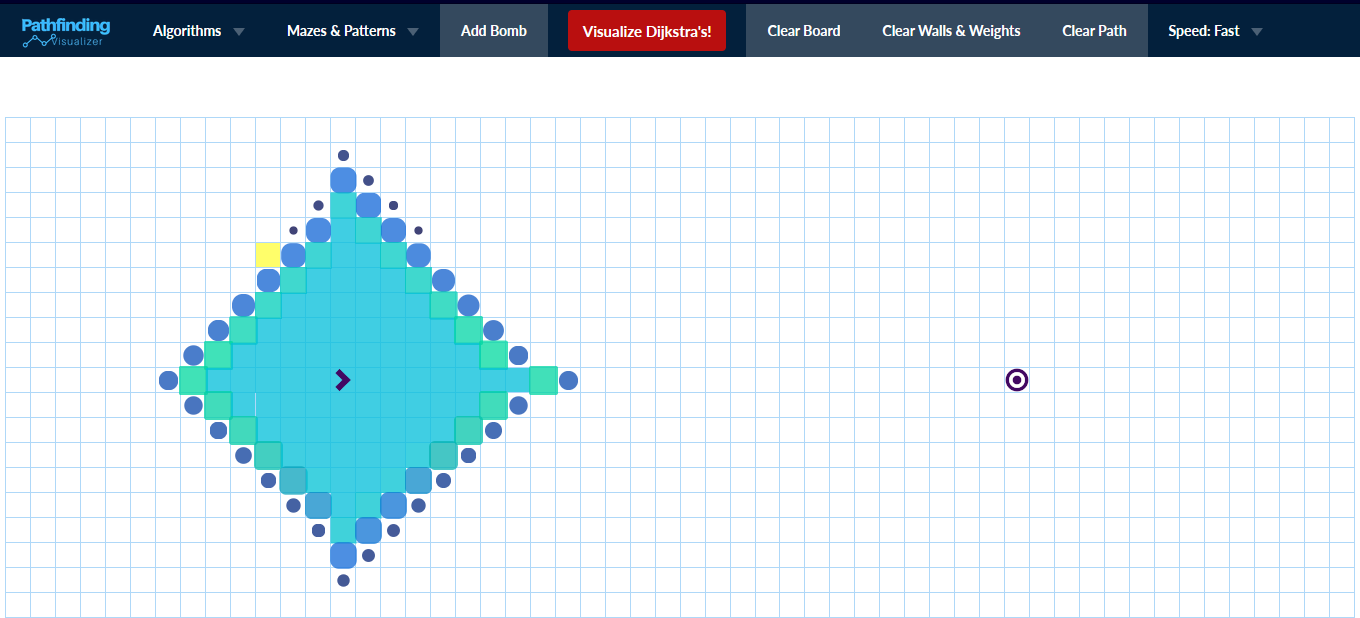 Pathfinding
Visualizer
Algorithms
Mazes & Patterns
Add Bomb
Visualize Dijkstra's!
Clear Board
Clear Walls & Weights
Clear Path
Speed: Fast